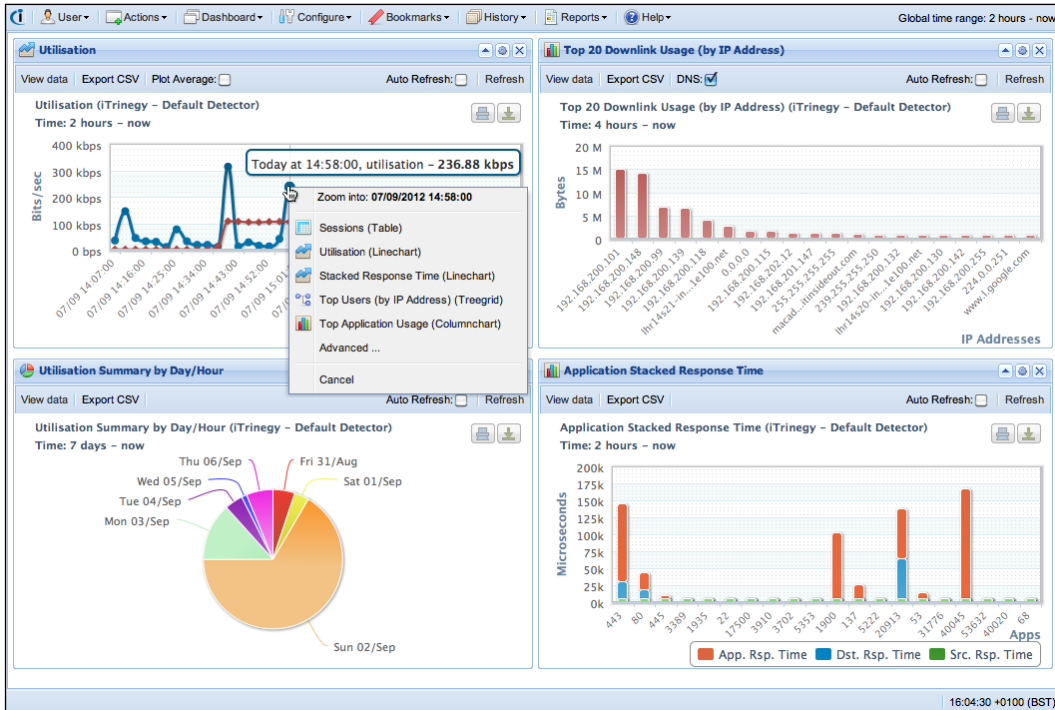 User Actions Dashboard Configure Bookmarks History Reports Help Global time range: 2 hours - now
Utilisation
View data Export CSV Plot Average: Auto Refresh: Refresh
Utilisation (iTrinegy - Default Detector)
Time: 2 hours - now
400 kbps
300 kbps
200 kbps
100 kbps
0 bps
Bits/sec
Today at 14:58:00, utilisation - 236.88 kbps
07/09 14:07:00
07/09 14:16:00
07/09 14:25:00
07/09 14:34:00
07/09 14:43:00
07/09 14:52:00
07/09 15:01
Zoom into: 07/09/2012 14:58:00
Sessions (Table)
Utilisation (Linechart)
Stacked Response Time (Linechart)
Top Users (by IP Address) (Treegrid)
Top Application Usage (Columnchart)
Advanced ...
Cancel
Top 20 Downlink Usage (by IP Address)
View data Export CSV DNS: Auto Refresh: Refresh
Top 20 Downlink Usage (by IP Address) (iTrinegy - Default Detector)
Time: 4 hours - now
20 M
15 M
10 M
5 M
0
Bytes
192.168.200.101
192.168.200.148
192.168.200.99
192.168.200.139
192.168.200.118
lhr14s21-in...1e100.net
0.0.0.0
192.168.200.115
192.168.202.12
192.168.201.147
255.255.255.255
macad...itinsideout.com
239.255.255.250
192.168.200.132
lhr14s20-in...1e100.net
192.168.200.130
192.168.200.142
192.168.200.255
224.0.0.251
www.l.google.com
IP Addresses
Utilisation Summary by Day/Hour
View data Export CSV Auto Refresh: Refresh
Utilisation Summary by Day/Hour (iTrinegy - Default Detector)
Time: 7 days - now
Thu 06/Sep
Fri 31/Aug
Wed 05/Sep
Sat 01/Sep
Tue 04/Sep
Mon 03/Sep
Sun 02/Sep
Application Stacked Response Time
View data Export CSV Auto Refresh: Refresh
Application Stacked Response Time (iTrinegy - Default Detector)
Time: 2 hours - now
200k
175k
150k
125k
100k
75k
50k
25k
0k
Microseconds
443
80
445
3389
1935
22
17500
3910
3702
5353
1900
137
5222
20913
53
31776
40045
53632
40020
68
Apps
App. Rsp. Time Dst. Rsp. Time Src. Rsp. Time
16:04:30 +0100 (BST)